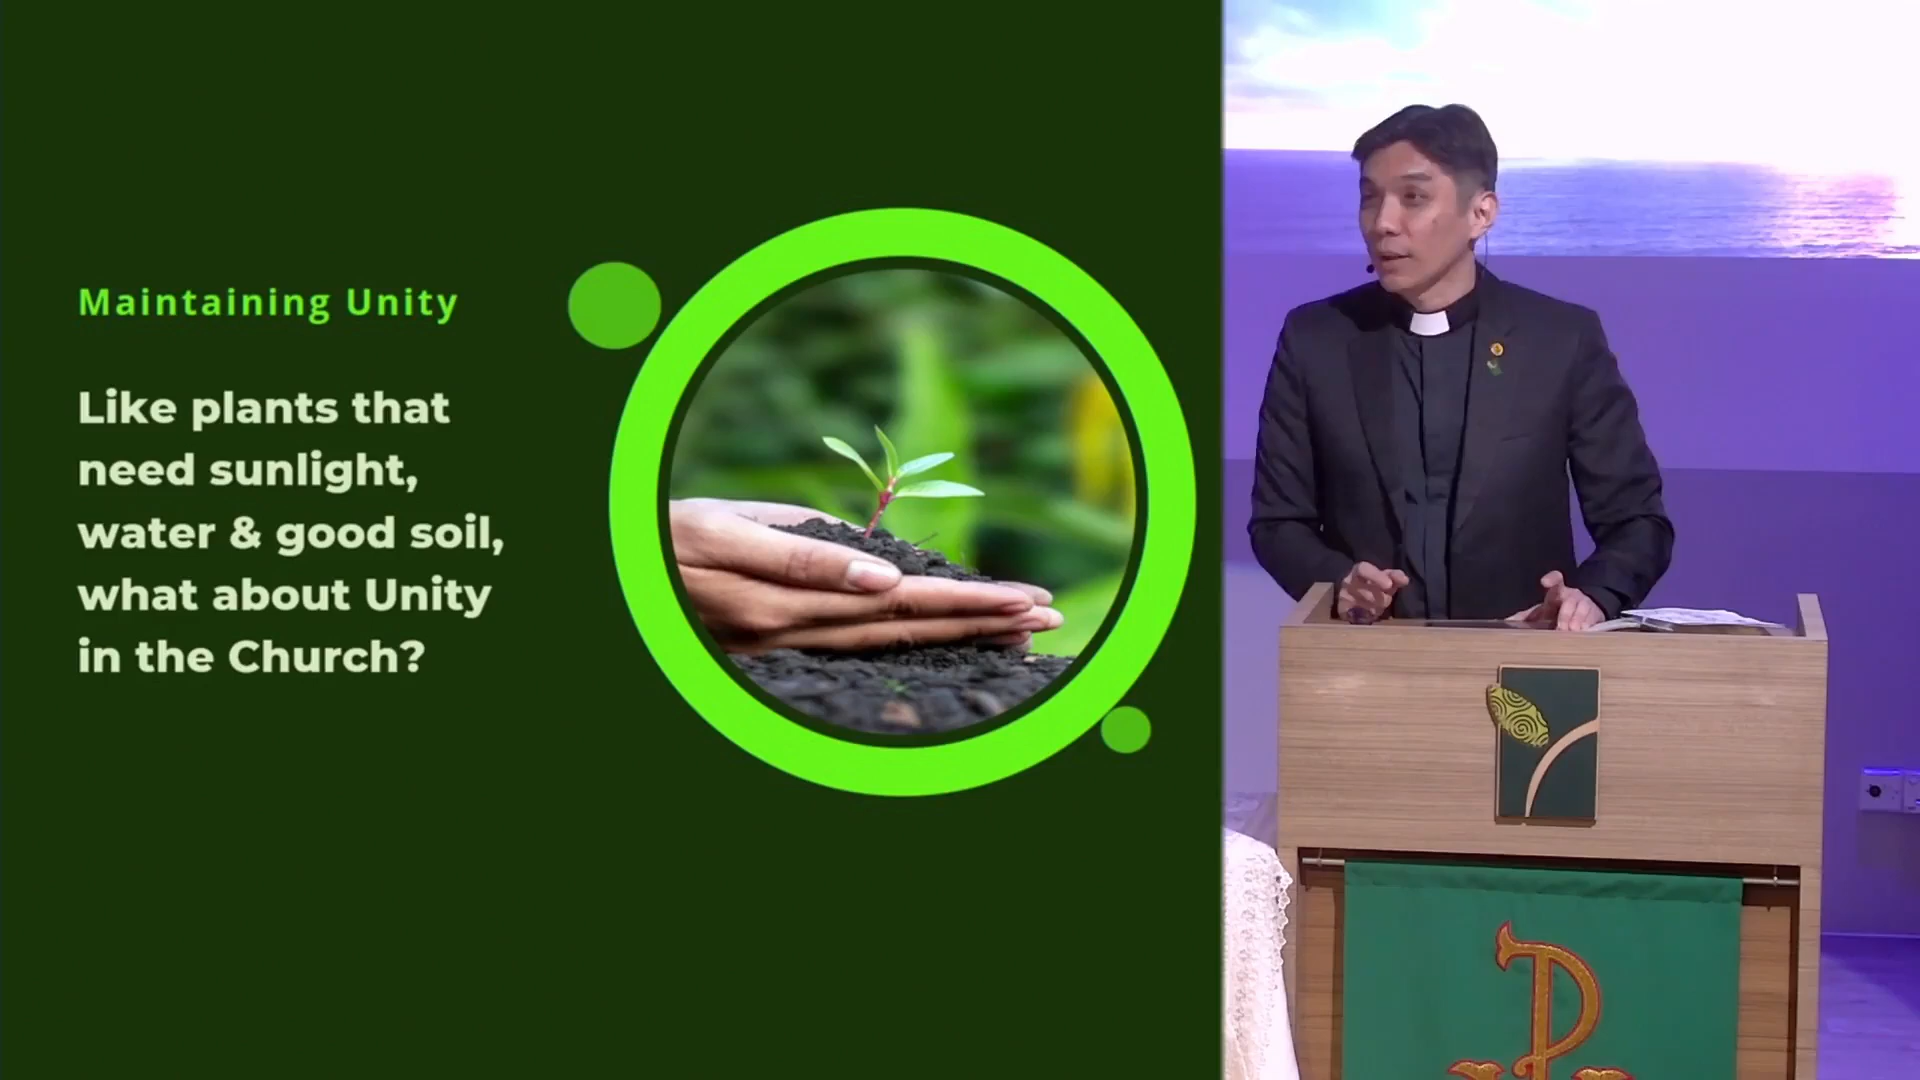 Maintaining Unity
Like plants that
need sunlight,
water & good soil,
what about Unity
in the Church?